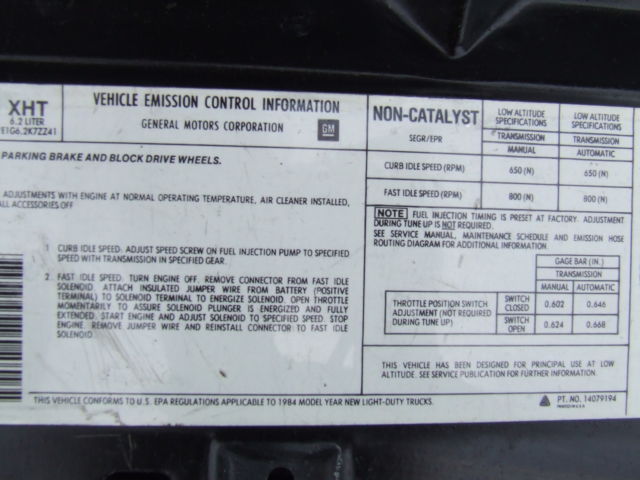 XHT
6.2 LITER
E1G6.2K7ZZ41
VEHICLE EMISSION CONTROL INFORMATION
GENERAL MOTORS CORPORATION GM
PARKING BRAKE AND BLOCK DRIVE WHEELS.
ADJUSTMENTS WITH ENGINE AT NORMAL OPERATING TEMPERATURE, AIR CLEANER INSTALLED,
ALL ACCESSORIES OFF
1 CURB IDLE SPEED: ADJUST SPEED SCREW ON FUEL INJECTION PUMP TO SPECIFIED
SPEED WITH TRANSMISSION IN SPECIFIED GEAR.
2 FAST IDLE SPEED: TURN ENGINE OFF. REMOVE CONNECTOR FROM FAST IDLE
SOLENOID. ATTACH INSULATED JUMPER WIRE FROM BATTERY (POSITIVE
TERMINAL) TO SOLENOID TERMINAL TO ENERGIZE SOLENOID. OPEN THROTTLE
MOMENTARILY TO ASSURE SOLENOID PLUNGER IS ENERGIZED AND FULLY
EXTENDED. START ENGINE AND ADJUST SOLENOID TO SPECIFIED SPEED. STOP
ENGINE. REMOVE JUMPER WIRE AND REINSTALL CONNECTOR TO FAST IDLE
SOLENOID.
NON-CATALYST
SEGR/EPR
LOW ALTITUDE
SPECIFICATIONS
TRANSMISSION
MANUAL
LOW ALTITUDE
SPECIFICATIONS
TRANSMISSION
AUTOMATIC
CURB IDLE SPEED (RPM) 650 (N) 650 (N)
FAST IDLE SPEED (RPM) 800 (N) 800 (N)
NOTE FUEL INJECTION TIMING IS PRESET AT FACTORY. ADJUSTMENT
DURING TUNE UP IS NOT REQUIRED.
SEE SERVICE MANUAL, MAINTENANCE SCHEDULE AND EMISSION HOSE
ROUTING DIAGRAM FOR ADDITIONAL INFORMATION.
GAGE BAR (IN.)
TRANSMISSION
MANUAL AUTOMATIC
THROTTLE POSITION SWITCH
ADJUSTMENT (NOT REQUIRED
DURING TUNE UP)
SWITCH
CLOSED
0.602 0.646
SWITCH
OPEN
0.624 0.668
THIS VEHICLE HAS BEEN DESIGNED FOR PRINCIPAL USE AT LOW
ALTITUDE. SEE SERVICE PUBLICATION FOR FURTHER INFORMATION.
THIS VEHICLE CONFORMS TO U.S. EPA REGULATIONS APPLICABLE TO 1984 MODEL YEAR NEW LIGHT-DUTY TRUCKS.
PT. NO. 14079194
PRINTED IN U.S.A.